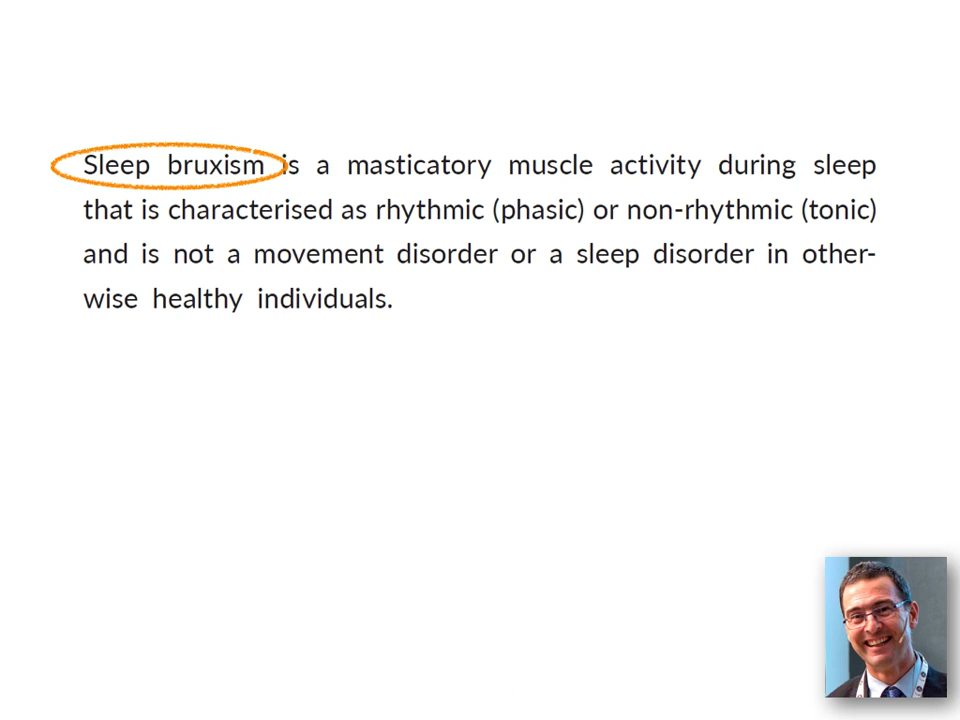 Sleep bruxism is a masticatory muscle activity during sleep
that is characterised as rhythmic (phasic) or non-rhythmic (tonic)
and is not a movement disorder or a sleep disorder in other-
wise healthy individuals.